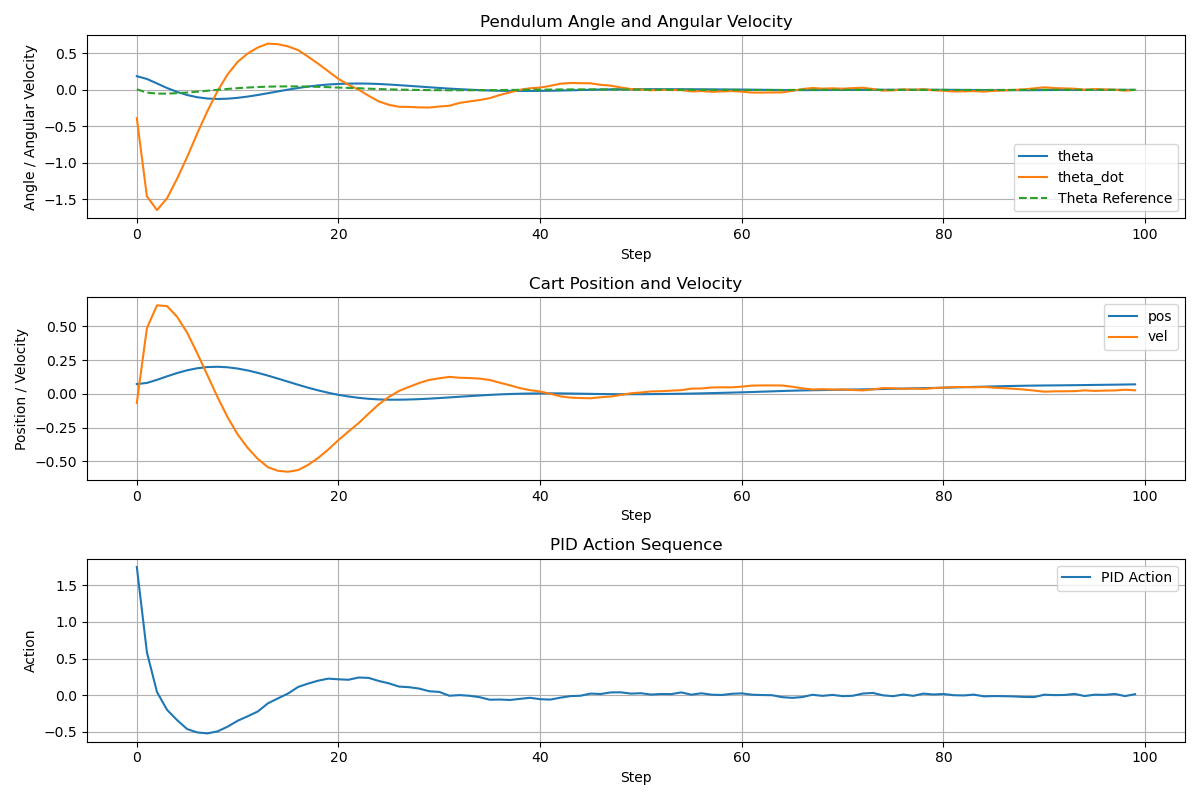 Pendulum Angle and Angular Velocity
Angle / Angular Velocity
0.5
0.0
−0.5
−1.0
−1.5
theta
theta_dot
Theta Reference
0 20 40 60 80 100
Step
Cart Position and Velocity
Position / Velocity
0.50
0.25
0.00
−0.25
−0.50
pos
vel
0 20 40 60 80 100
Step
PID Action Sequence
Action
1.5
1.0
0.5
0.0
−0.5
PID Action
0 20 40 60 80 100
Step